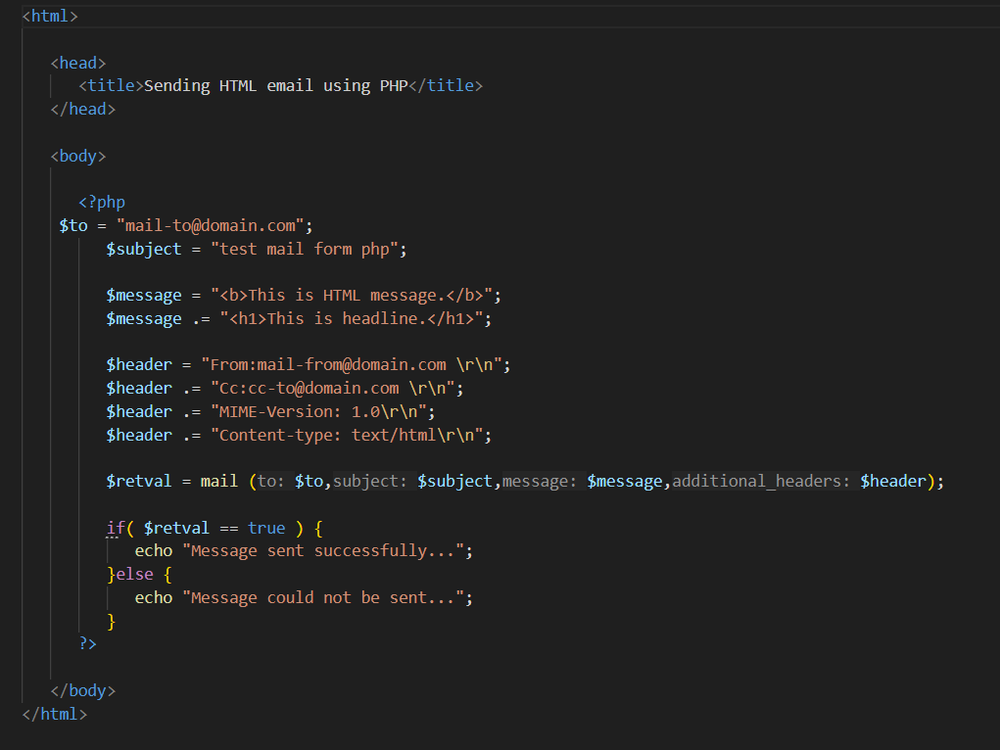 <html>
<head>
<title>Sending HTML email using PHP</title>
</head>
<body>
<?php
$to = "mail-to@domain.com";
$subject = "test mail form php";
$message = "<b>This is HTML message.</b>";
$message .= "<h1>This is headline.</h1>";
$header = "From:mail-from@domain.com \r\n";
$header .= "Cc:cc-to@domain.com \r\n";
$header .= "MIME-Version: 1.0\r\n";
$header .= "Content-type: text/html\r\n";
$retval = mail (to: $to,subject: $subject,message: $message,additional_headers: $header);
if( $retval == true ) {
echo "Message sent successfully...";
}else {
echo "Message could not be sent...";
}
?>
</body>
</html>